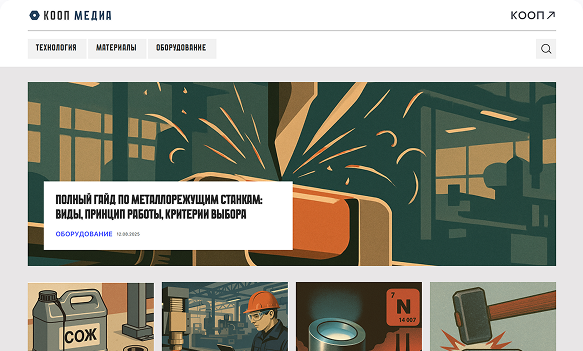 КООП МЕДИА
КООП
ТЕХНОЛОГИЯ
МАТЕРИАЛЫ
ОБОРУДОВАНИЕ
ПОЛНЫЙ ГАЙД ПО МЕТАЛЛОРЕЖУЩИМ СТАНКАМ:
ВИДЫ, ПРИНЦИП РАБОТЫ, КРИТЕРИИ ВЫБОРА
ОБОРУДОВАНИЕ 12.09.2025
СОЖ
7
N
14 007